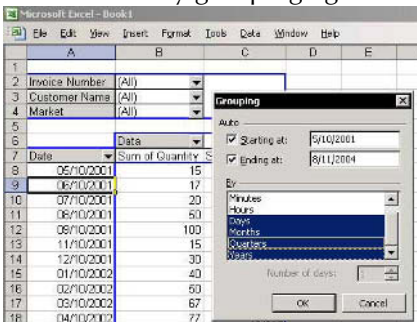 Microsoft Excel - Book1
File Edit View Insert Format Tools Data Window Help
A B C D E
1
2 Invoice Number (All)
3 Customer Name (All)
4 Market (All)
5
6 Data
7 Date Sum of Quantity S
8 05/10/2001 15
9 06/10/2001 17
10 07/10/2001 20
11 08/10/2001 50
12 09/10/2001 100
13 11/10/2001 15
14 12/10/2001 30
15 01/10/2002 40
16 02/10/2002 50
17 03/10/2002 67
18 04/10/2002 77
Grouping
Auto
Starting at: 5/10/2001
Ending at: 8/11/2004
By
Minutes
Hours
Days
Months
Quarters
Years
Number of days: 1
OK Cancel